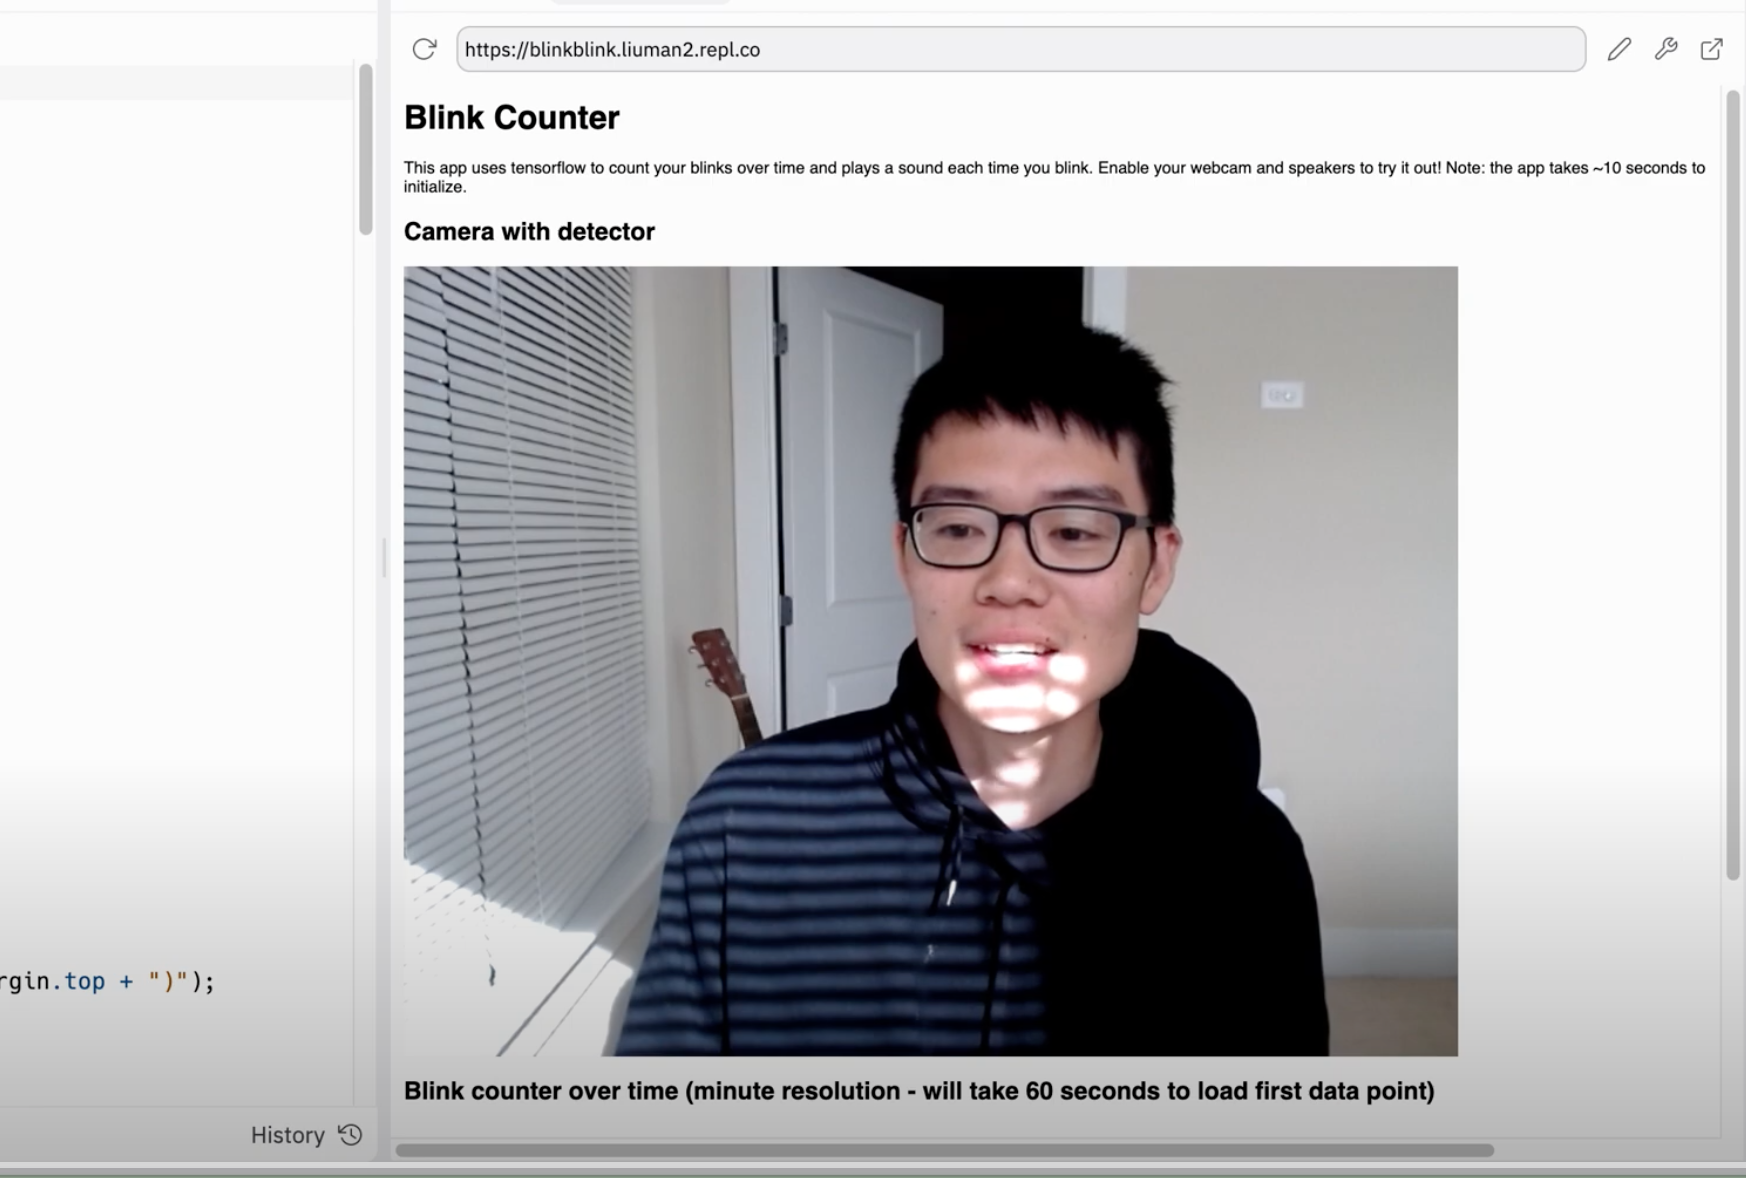 https://blinkblink.liuman2.repl.co
Blink Counter
This app uses tensorflow to count your blinks over time and plays a sound each time you blink. Enable your webcam and speakers to try it out! Note: the app takes ~10 seconds to
initialize.
Camera with detector
Blink counter over time (minute resolution - will take 60 seconds to load first data point)
rgin.top + ")");
History